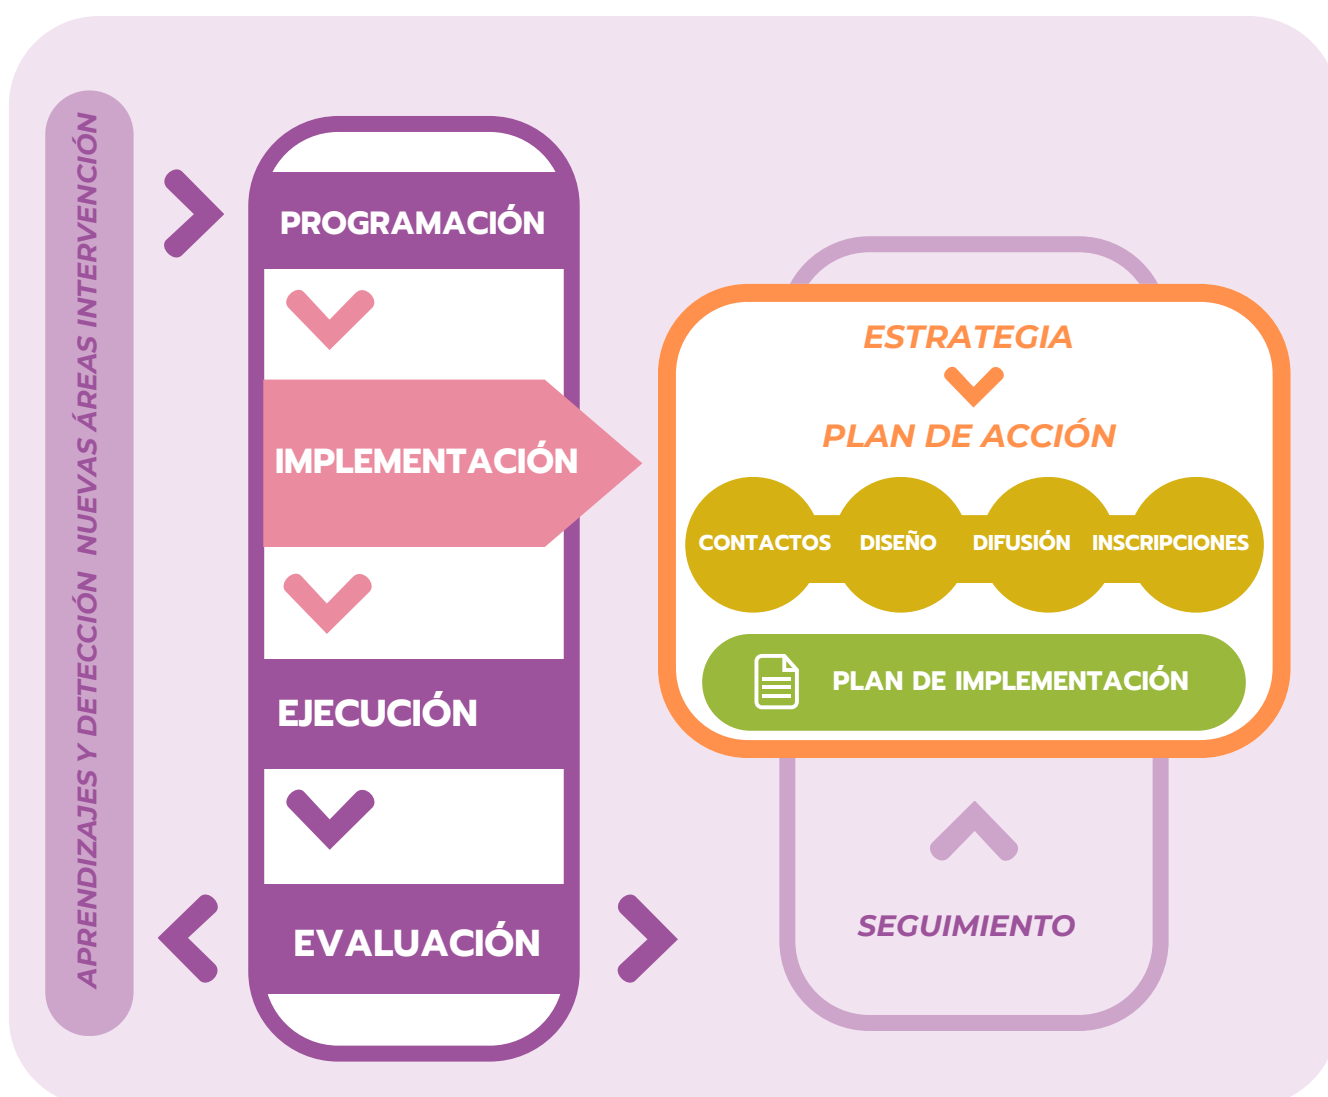 APRENDIZAJES Y DETECCIÓN NUEVAS ÁREAS INTERVENCIÓN
PROGRAMACIÓN
IMPLEMENTACIÓN
EJECUCIÓN
EVALUACIÓN
ESTRATEGIA
PLAN DE ACCIÓN
CONTACTOS
DISEÑO
DIFUSIÓN
INSCRIPCIONES
PLAN DE IMPLEMENTACIÓN
SEGUIMIENTO